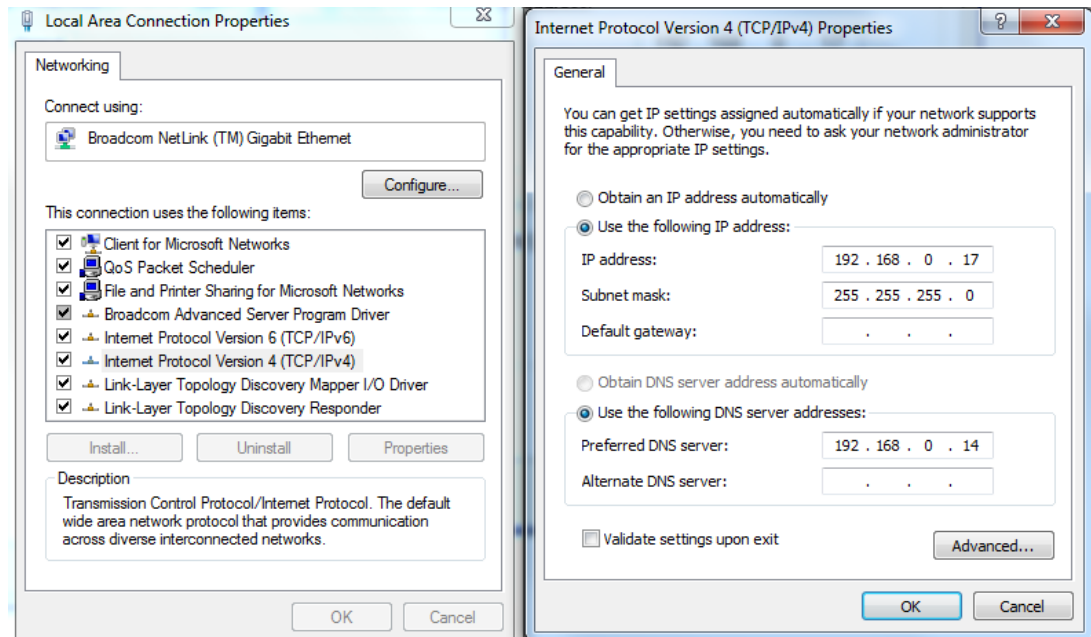 Local Area Connection Properties
Networking
Connect using:
Broadcom NetLink (TM) Gigabit Ethernet
Configure...
This connection uses the following items:
Client for Microsoft Networks
QoS Packet Scheduler
File and Printer Sharing for Microsoft Networks
Broadcom Advanced Server Program Driver
Internet Protocol Version 6 (TCP/IPv6)
Internet Protocol Version 4 (TCP/IPv4)
Link-Layer Topology Discovery Mapper I/O Driver
Link-Layer Topology Discovery Responder
Install...
Uninstall
Properties
Description
Transmission Control Protocol/Internet Protocol. The default
wide area network protocol that provides communication
across diverse interconnected networks.
OK
Cancel
Internet Protocol Version 4 (TCP/IPv4) Properties
General
You can get IP settings assigned automatically if your network supports
this capability. Otherwise, you need to ask your network administrator
for the appropriate IP settings.
Obtain an IP address automatically
Use the following IP address:
IP address: 192 . 168 . 0 . 17
Subnet mask: 255 . 255 . 255 . 0
Default gateway: . . .
Obtain DNS server address automatically
Use the following DNS server addresses:
Preferred DNS server: 192 . 168 . 0 . 14
Alternate DNS server: . . .
Validate settings upon exit
Advanced...
OK
Cancel